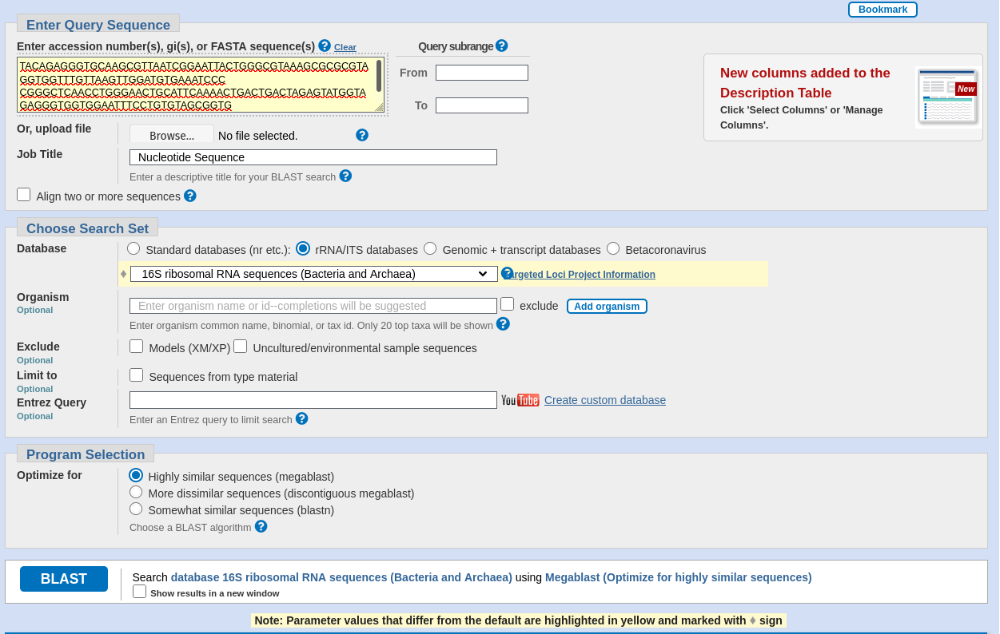 Bookmark
Enter Query Sequence
Enter accession number(s), gi(s), or FASTA sequence(s) Clear
Query subrange
TACAGAGGGTGCAAGCGTTAATCGGAATTACTGGGCGTAAAGCGCGCGTA
GGTGGTTTGTTAAGTTGGATGTGAAATCCC
CGGGCTCAACCTGGGAACTGCATTCAAAACTGACTGACTAGAGTATGGTA
GAGGGTGGTGGAATTTCCTGTGTAGCGGTG
From
To
New columns added to the
Description Table
Click 'Select Columns' or 'Manage
Columns'.
New
Or, upload file Browse... No file selected.
Job Title Nucleotide Sequence
Enter a descriptive title for your BLAST search
Align two or more sequences
Choose Search Set
Database Standard databases (nr etc.): rRNA/ITS databases Genomic + transcript databases Betacoronavirus
♦ 16S ribosomal RNA sequences (Bacteria and Archaea) Targeted Loci Project Information
Organism
Optional
Enter organism name or id--completions will be suggested exclude Add organism
Enter organism common name, binomial, or tax id. Only 20 top taxa will be shown
Exclude Models (XM/XP) Uncultured/environmental sample sequences
Optional
Limit to Sequences from type material
Optional
Entrez Query YouTube Create custom database
Optional
Enter an Entrez query to limit search
Program Selection
Optimize for Highly similar sequences (megablast)
More dissimilar sequences (discontiguous megablast)
Somewhat similar sequences (blastn)
Choose a BLAST algorithm
BLAST Search database 16S ribosomal RNA sequences (Bacteria and Archaea) using Megablast (Optimize for highly similar sequences)
Show results in a new window
Note: Parameter values that differ from the default are highlighted in yellow and marked with ♦ sign